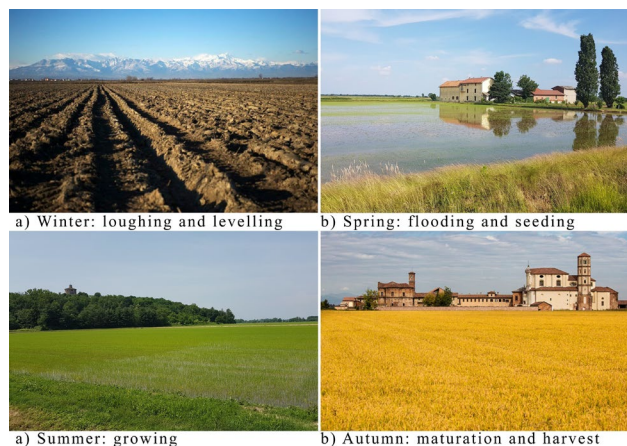 a) Winter: loughing and levelling
b) Spring: flooding and seeding
a) Summer: growing
b) Autumn: maturation and harvest